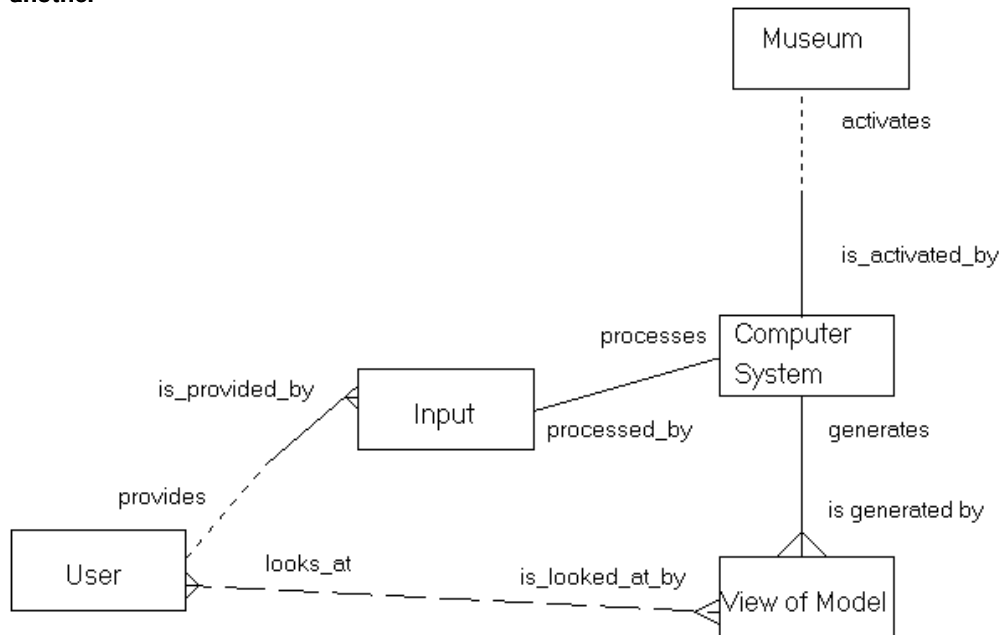 Museum
activates
is_activated_by
processes
Computer
System
is_provided_by
Input
processed_by
generates
provides
is generated by
User
looks_at
is_looked_at_by
View of Model